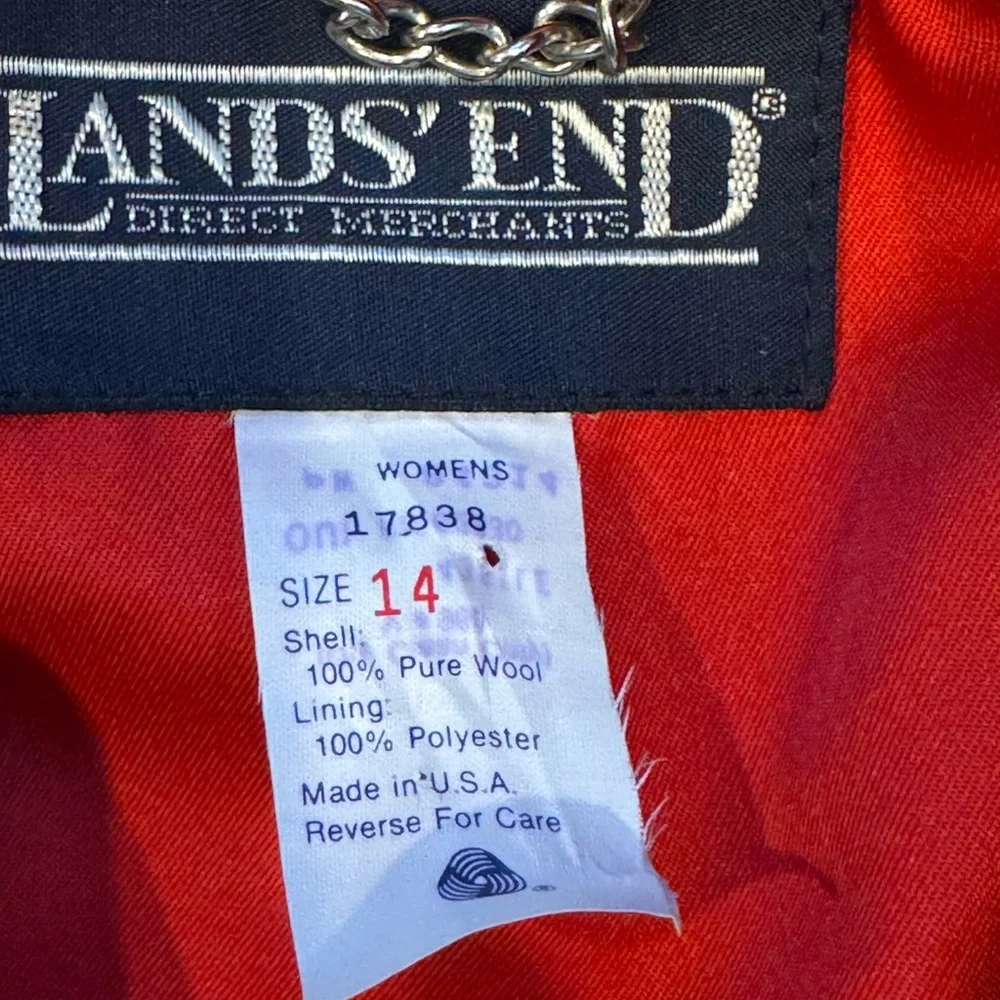 LANDS' END®
DIRECT MERCHANTS
WOMENS
17838
SIZE 14
Shell:
100% Pure Wool
Lining:
100% Polyester
Made in U.S.A.
Reverse For Care